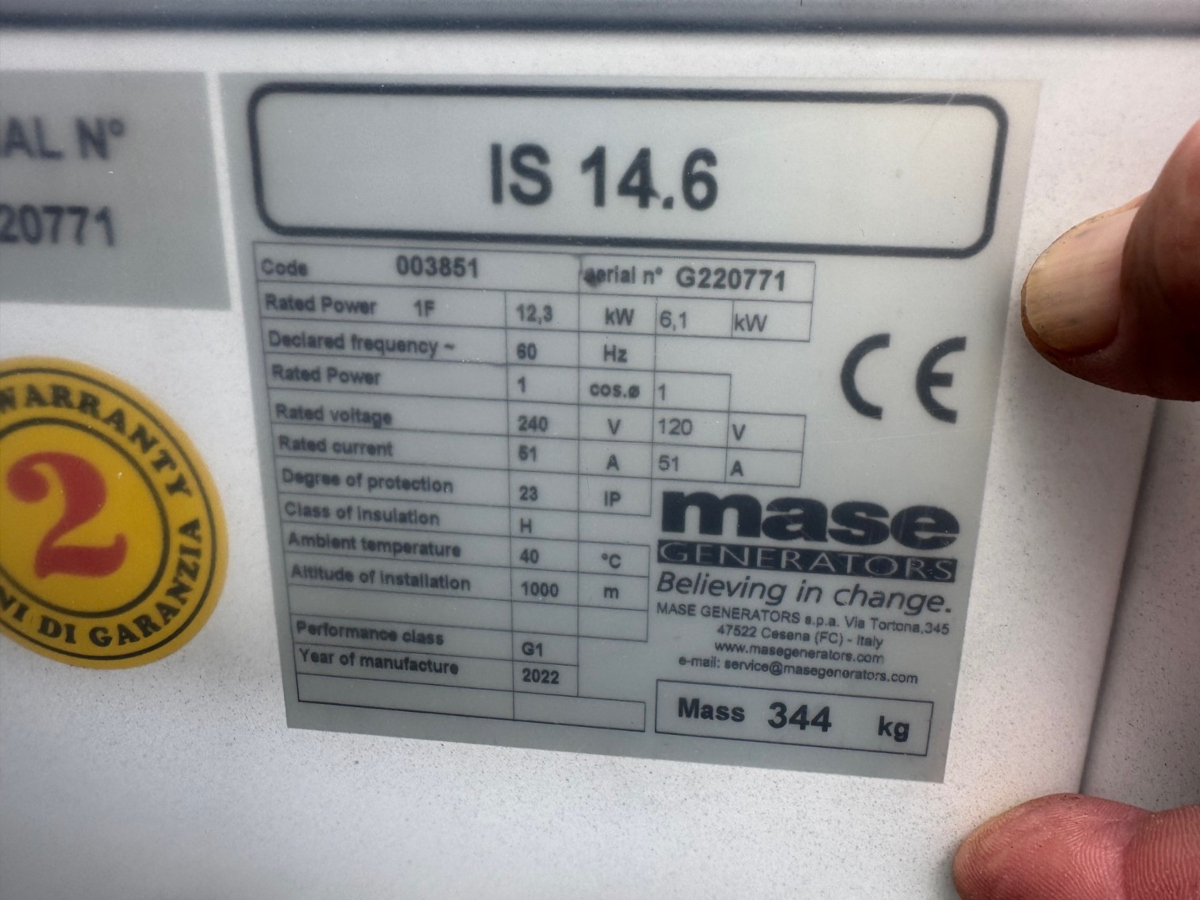 IAL N°
20771
IS 14.6
Code 003851 serial n° G220771
Rated Power 1F 12,3 kW 6,1 kW
Declared frequency ~ 60 Hz
Rated Power 1 cos.ø 1
Rated voltage 240 V 120 V
Rated current 51 A 51 A
Degree of protection 23 IP
Class of insulation H
Ambient temperature 40 °C
Altitude of installation 1000 m
Performance class G1
Year of manufacture 2022
CE
mase
GENERATORS
Believing in change.
MASE GENERATORS s.p.a. Via Tortona,345
47522 Cesena (FC) - Italy
www.masegenerators.com
e-mail: service@masegenerators.com
Mass 344 kg
WARRANTY
2
NI DI GARANZIA